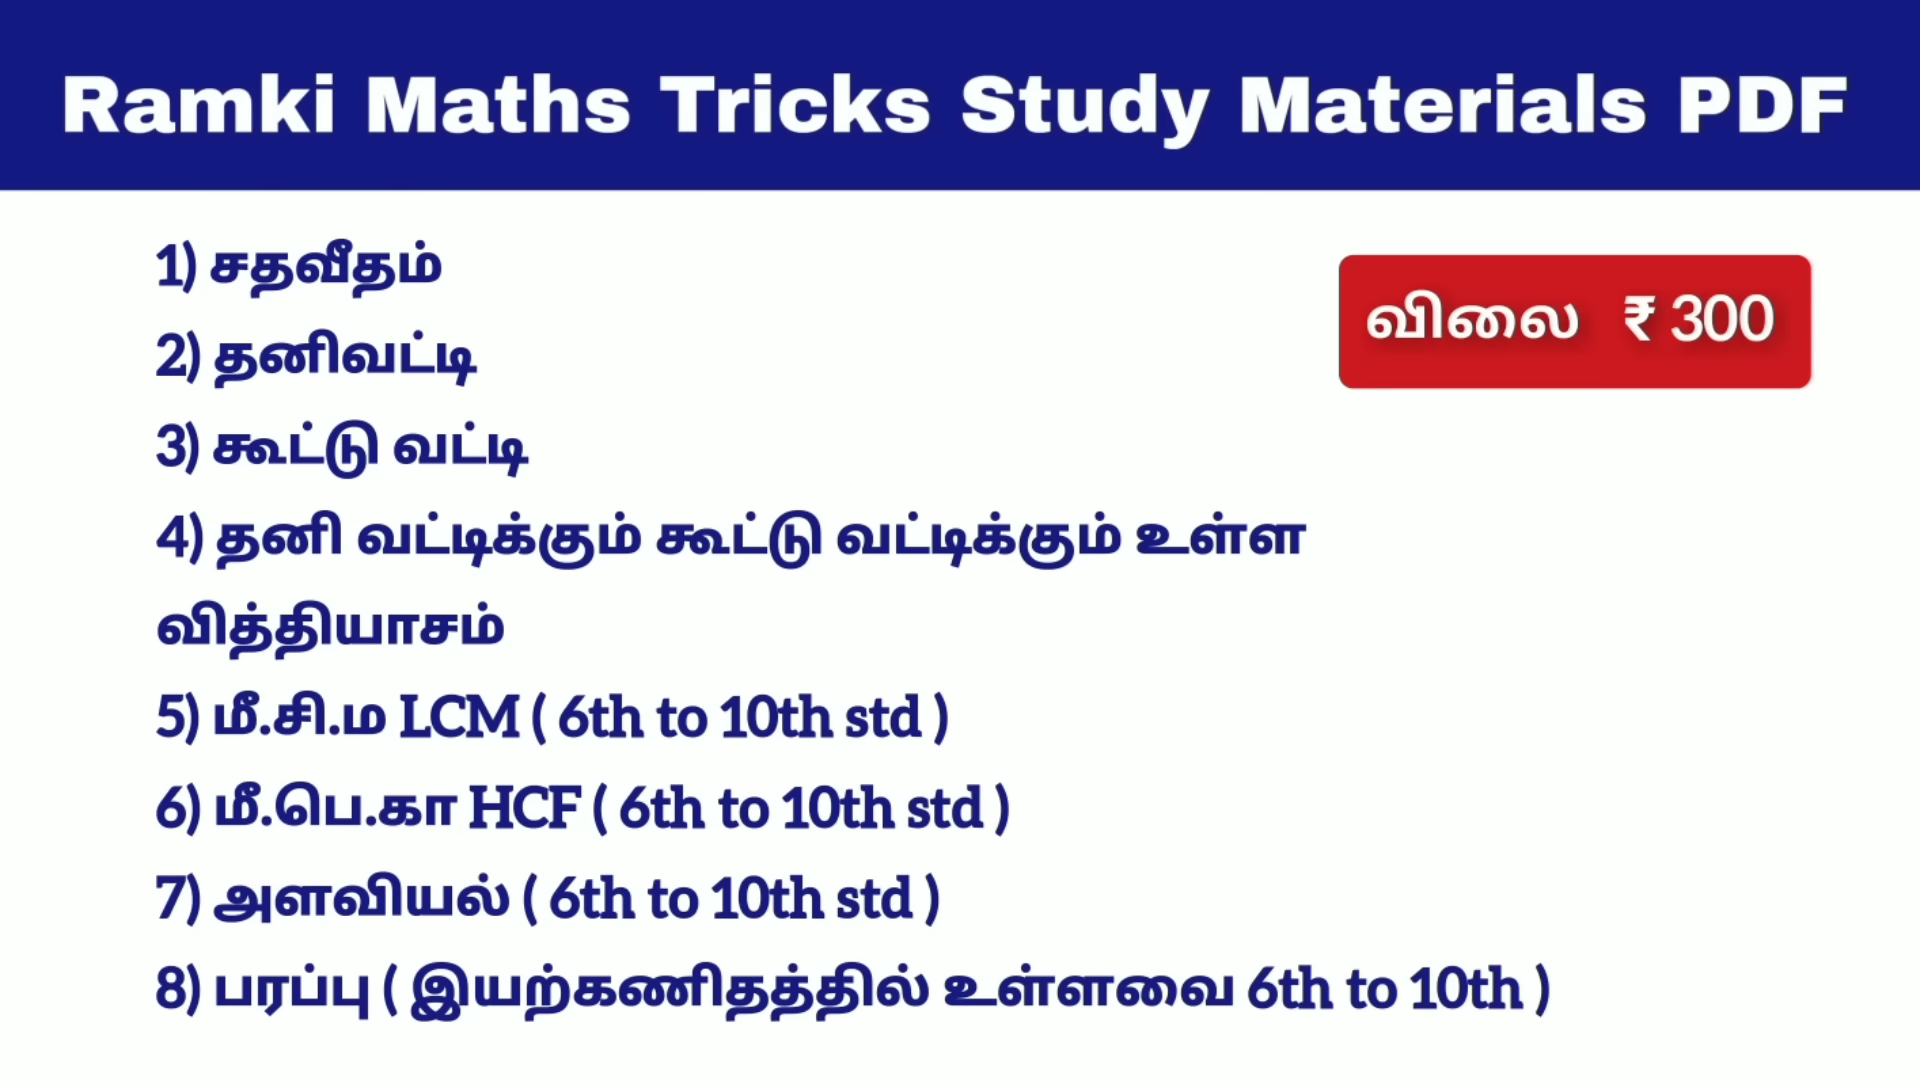 Ramki Maths Tricks Study Materials PDF
1) சதவீதம்
விலை ₹ 300
2) தனிவட்டி
3) கூட்டு வட்டி
4) தனி வட்டிக்கும் கூட்டு வட்டிக்கும் உள்ள
வித்தியாசம்
5) மீ.சி.ம LCM ( 6th to 10th std )
6) மீ.பெ.கா HCF ( 6th to 10th std )
7) அளவியல் ( 6th to 10th std )
8) பரப்பு ( இயற்கணிதத்தில் உள்ளவை 6th to 10th )